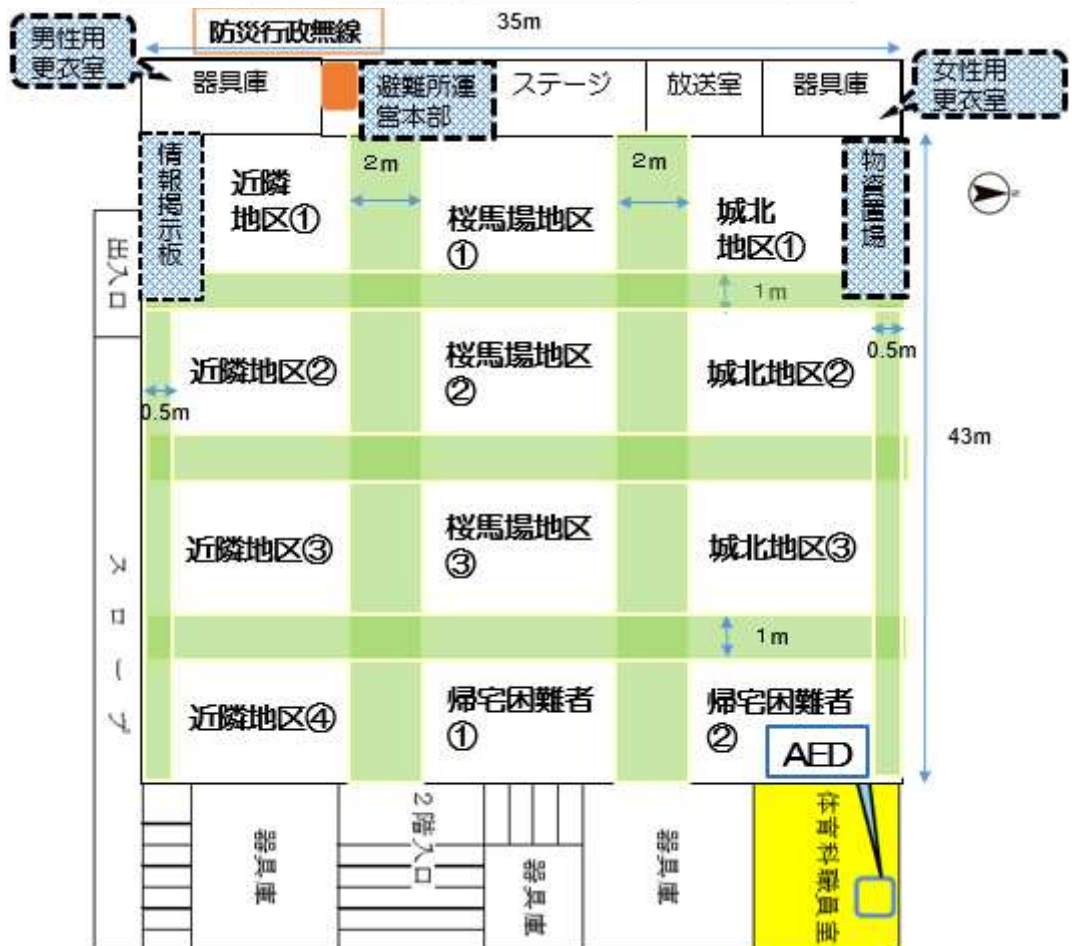 防災行政無線
35m
男性用
更衣室
器具庫
避難所運
営本部
ステージ
放送室
器具庫
女性用
更衣室
情報掲示板
近隣
地区①
2m
桜馬場地区
①
2m
城北
地区①
物資置場
出入口
1m
近隣地区②
桜馬場地区
②
城北地区②
0.5m
0.5m
43m
近隣地区③
桜馬場地区
③
城北地区③
スロープ
1m
近隣地区④
帰宅困難者
①
帰宅困難者
②
AED
器具庫
2階入口
器具庫
器具庫
体育科職員室